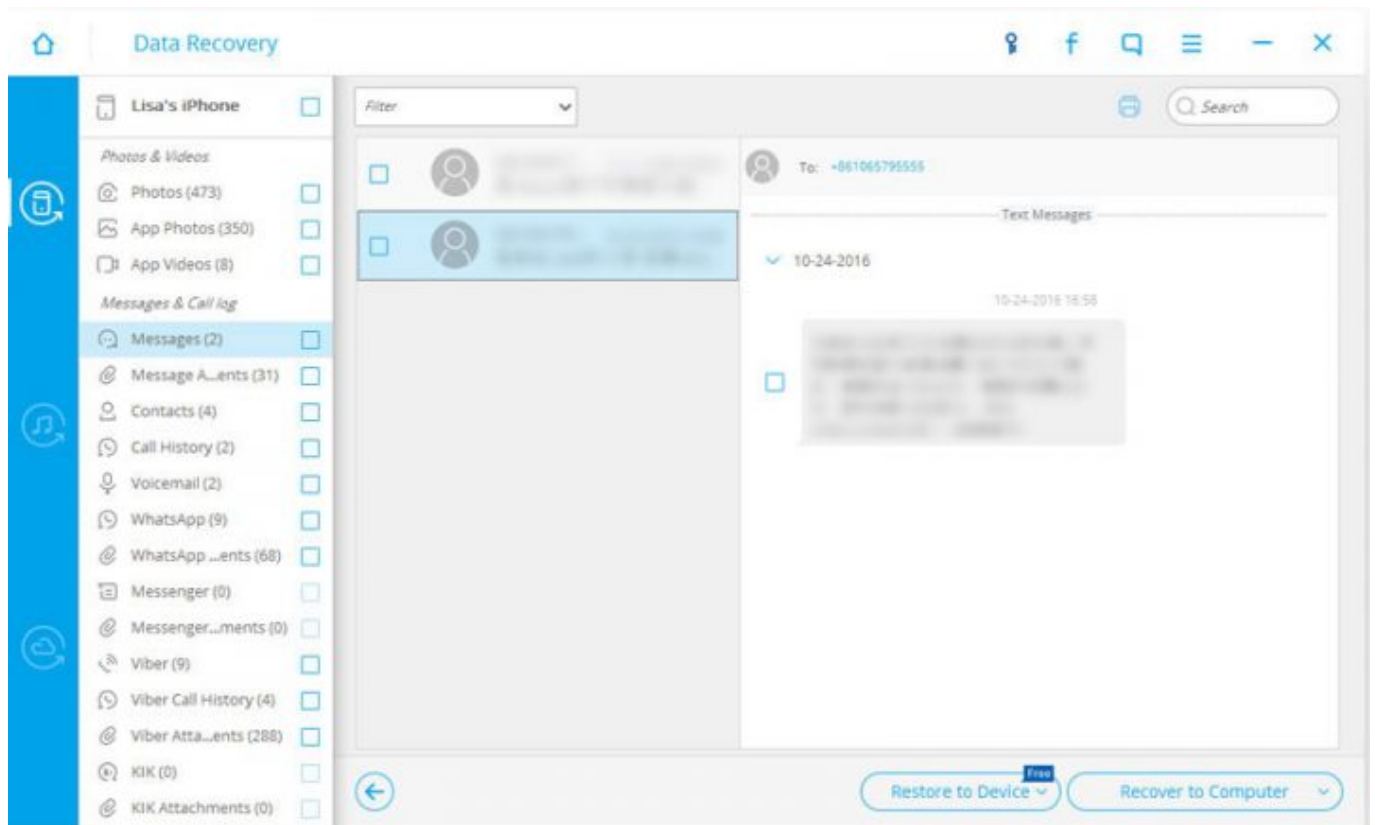 Data Recovery
Lisa's iPhone
Photos & Videos
Photos (473)
App Photos (350)
App Videos (8)
Messages & Call log
Messages (2)
Message A...ents (31)
Contacts (4)
Call History (2)
Voicemail (2)
WhatsApp (9)
WhatsApp ...ents (68)
Messenger (0)
Messenger...ments (0)
Viber (9)
Viber Call History (4)
Viber Atta...ents (288)
KIK (0)
KIK Attachments (0)
Filter
Search
To: +861065795555
Text Messages
10-24-2016
10-24-2016 16:58
Free
Restore to Device
Recover to Computer